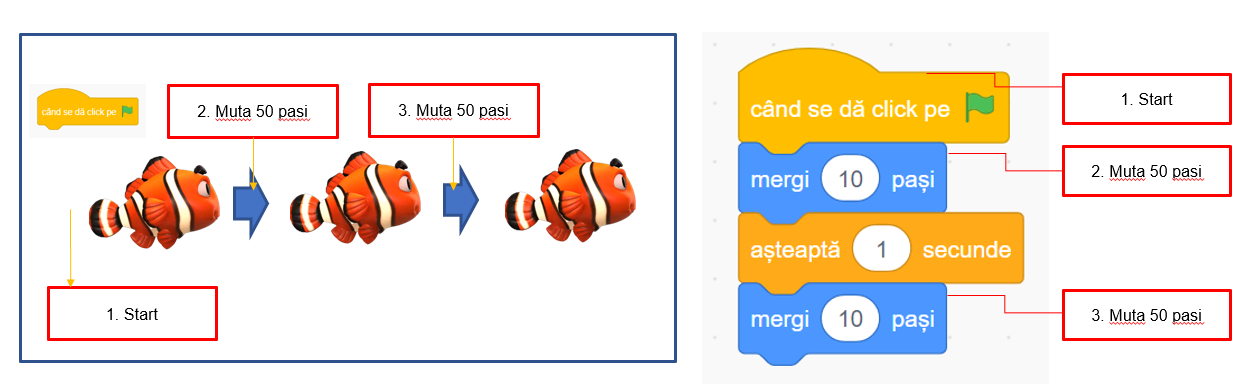 când se dă click pe
2. Muta 50 pasi
3. Muta 50 pasi
1. Start
când se dă click pe
mergi 10 pași
așteaptă 1 secunde
mergi 10 pași
1. Start
2. Muta 50 pasi
3. Muta 50 pasi